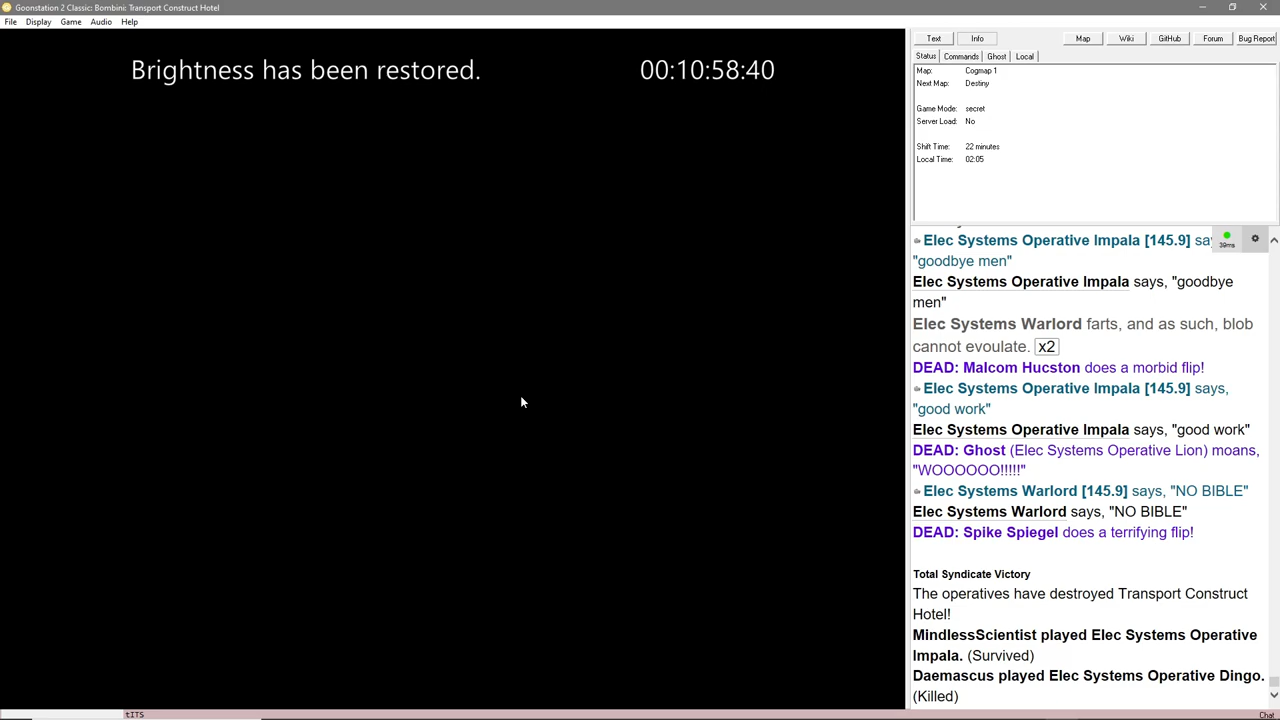 Goonstation 2 Classic: Bombini: Transport Construct Hotel
File Display Game Audio Help
Brightness has been restored. 00:10:58:40
Text Info Map Wiki GitHub Forum Bug Report
Status Commands Ghost Local
Map: Cogmap 1
Next Map: Destiny
Game Mode: secret
Server Load: No
Shift Time: 22 minutes
Local Time: 02:05
39ms
Elec Systems Operative Impala [145.9]
"goodbye men"
Elec Systems Operative Impala says, "goodbye
men"
Elec Systems Warlord farts, and as such, blob
cannot evoulate. x2
DEAD: Malcom Hucston does a morbid flip!
Elec Systems Operative Impala [145.9] says,
"good work"
Elec Systems Operative Impala says, "good work"
DEAD: Ghost (Elec Systems Operative Lion) moans,
"WOOOOOO!!!!!"
Elec Systems Warlord [145.9] says, "NO BIBLE"
Elec Systems Warlord says, "NO BIBLE"
DEAD: Spike Spiegel does a terrifying flip!
Total Syndicate Victory
The operatives have destroyed Transport Construct
Hotel!
MindlessScientist played Elec Systems Operative
Impala. (Survived)
Daemascus played Elec Systems Operative Dingo.
(Killed)
tITS
Chat